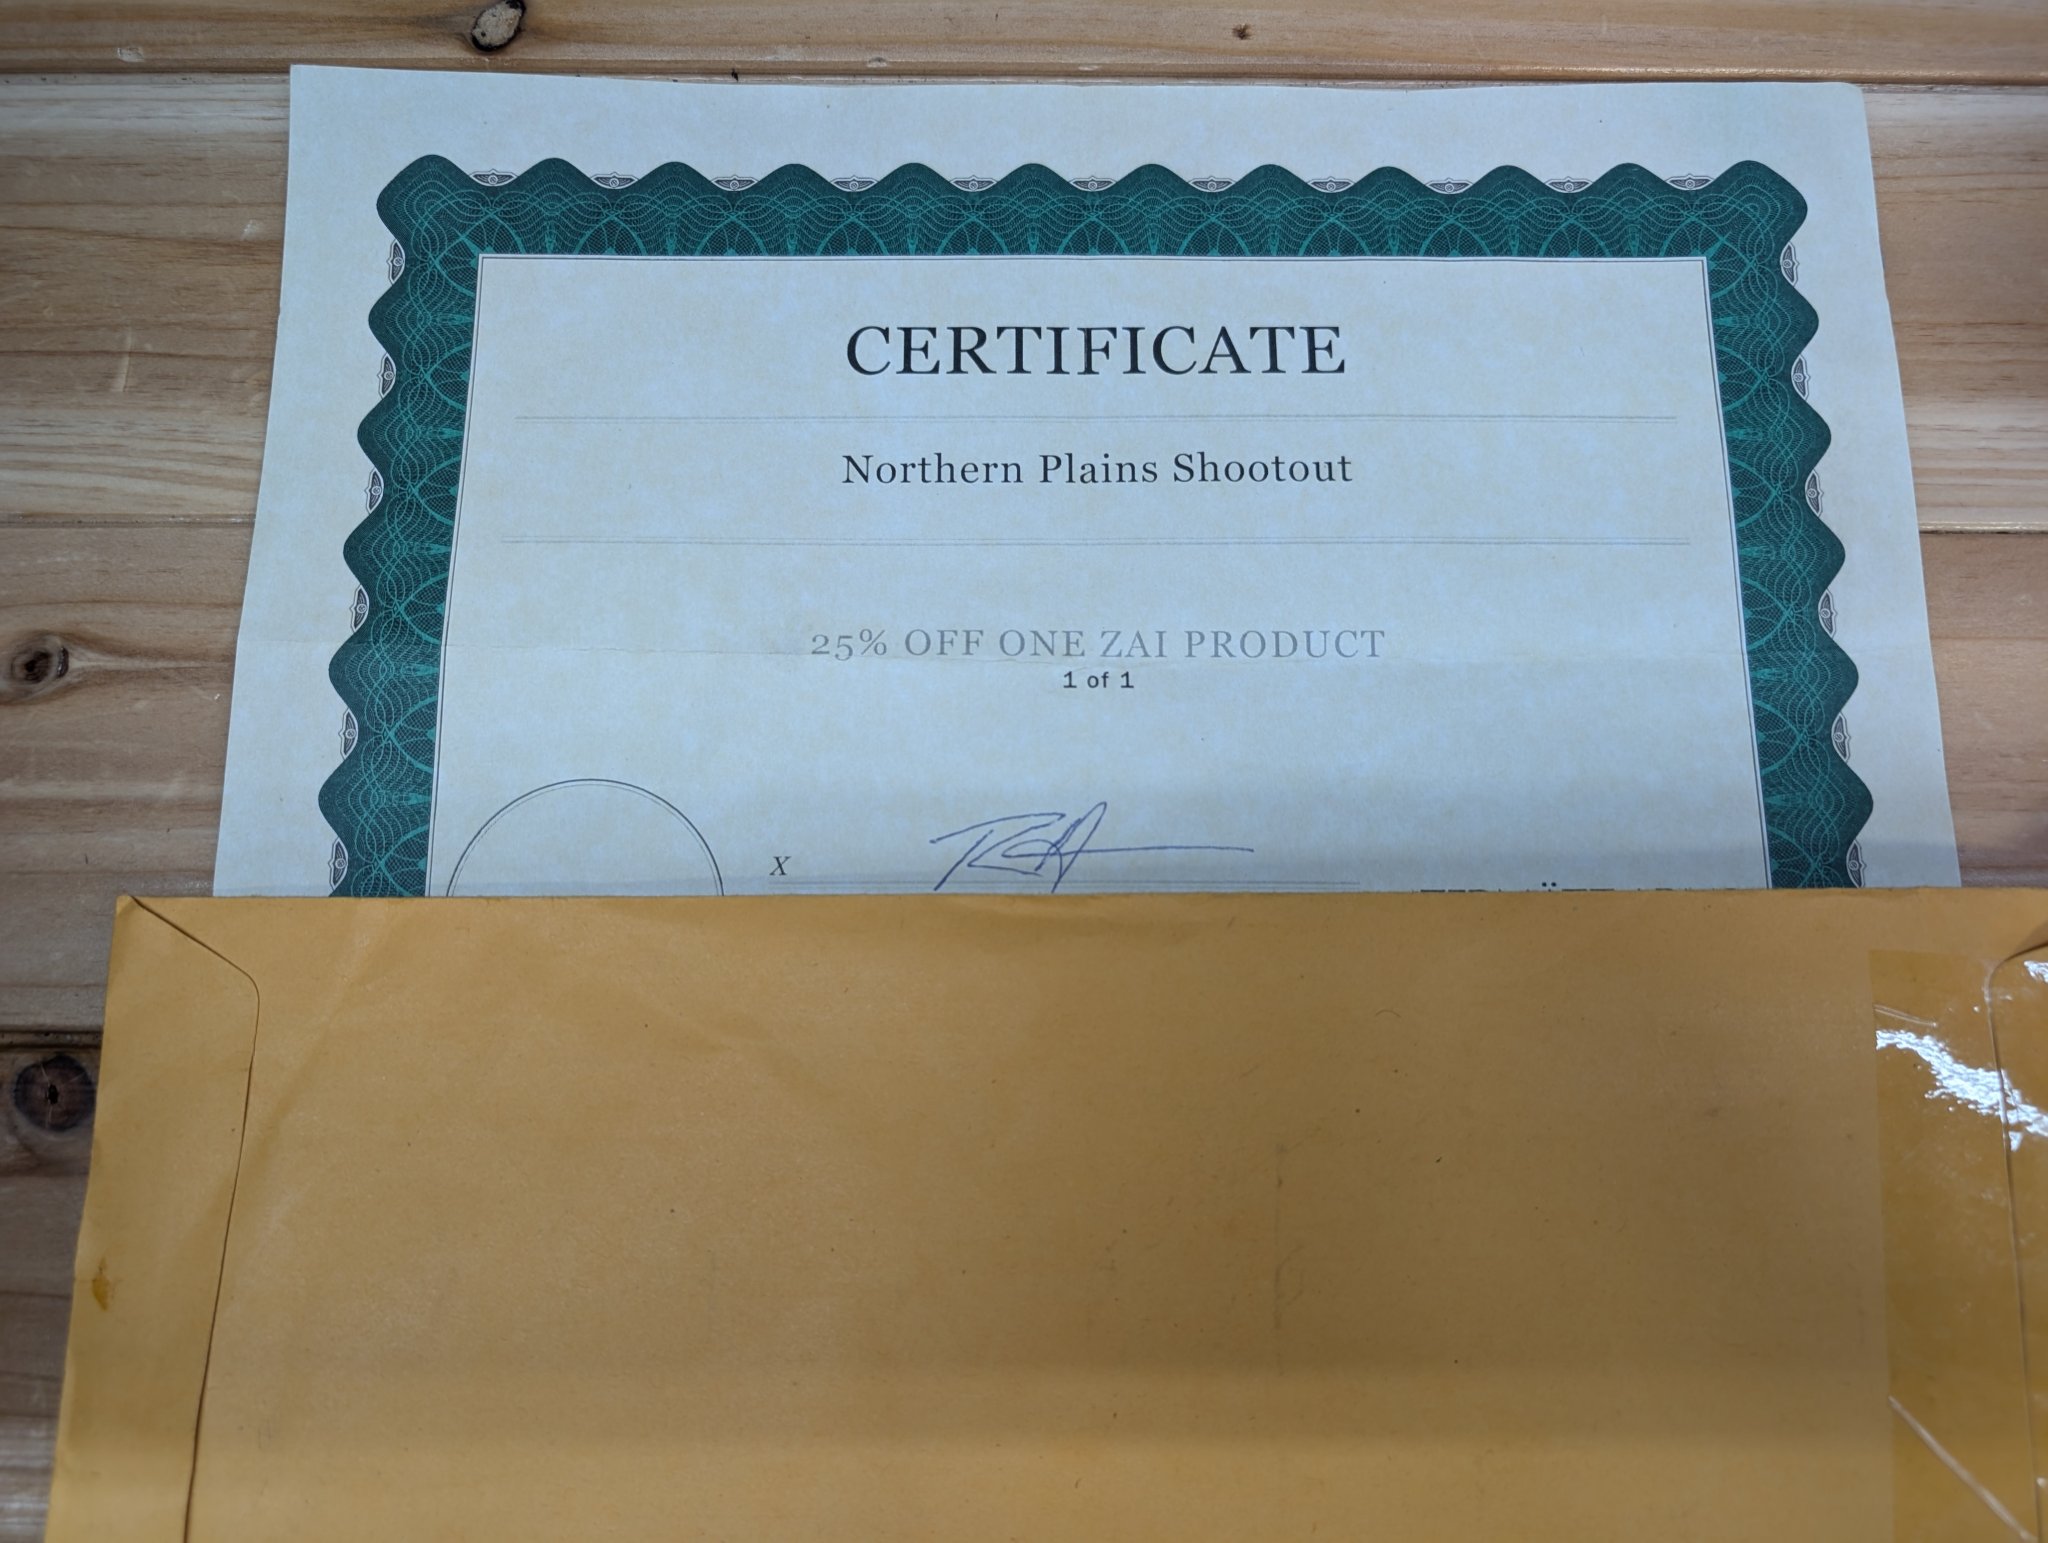 CERTIFICATE
Northern Plains Shootout
25% OFF ONE ZAI PRODUCT
1 of 1
X